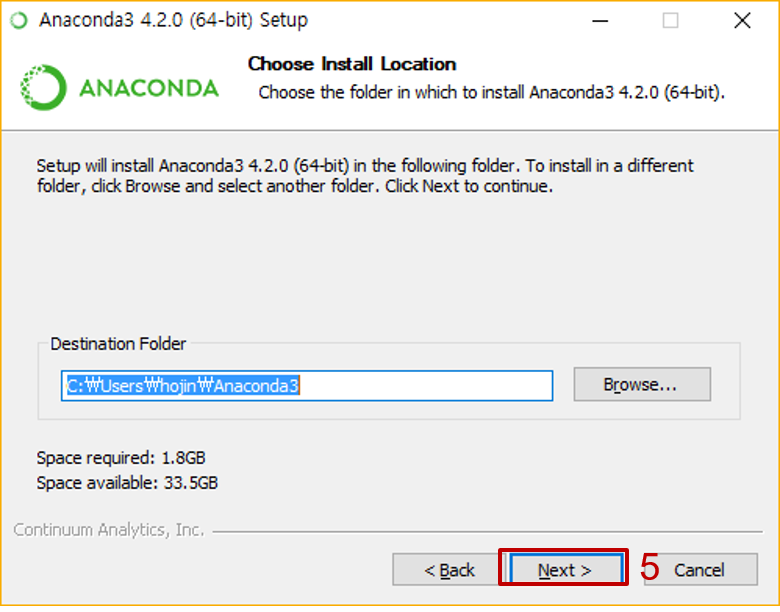 Anaconda3 4.2.0 (64-bit) Setup
ANACONDA
Choose Install Location
Choose the folder in which to install Anaconda3 4.2.0 (64-bit).
Setup will install Anaconda3 4.2.0 (64-bit) in the following folder. To install in a different
folder, click Browse and select another folder. Click Next to continue.
Destination Folder
C:₩Users₩hojin₩Anaconda3
Browse...
Space required: 1.8GB
Space available: 33.5GB
Continuum Analytics, Inc.
< Back
Next >
5
Cancel